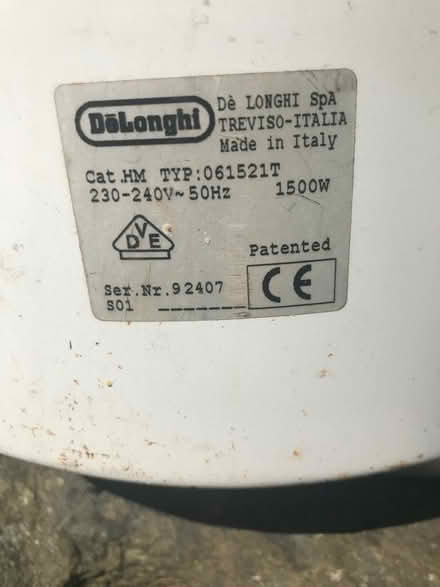 DēLonghi
Dè LONGHI SpA
TREVISO-ITALIA
Made in Italy
Cat.HM TYP:061521T
230-240V~50Hz 1500W
DVE
Patented
Ser.Nr.92407
S01
CE